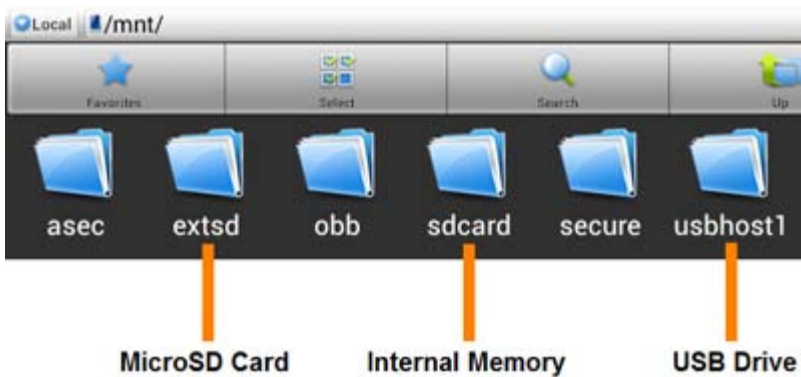 Local /mnt/
Favorites Select Search Up
asec extsd obb sdcard secure usbhost1
MicroSD Card Internal Memory USB Drive